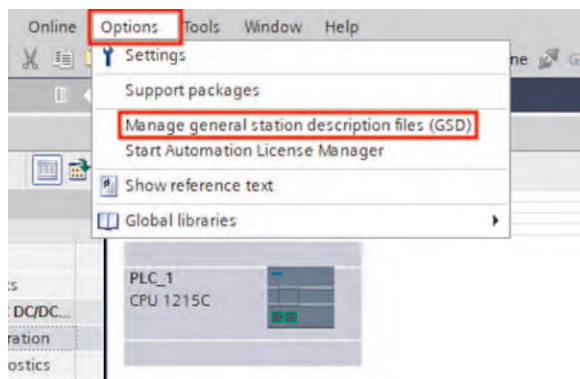 Online Options Tools Window Help
Settings
ne
Support packages
Manage general station description files (GSD)
Start Automation License Manager
Show reference text
Global libraries
PLC_1
CPU 1215C
DC/DC...
ration
ostics